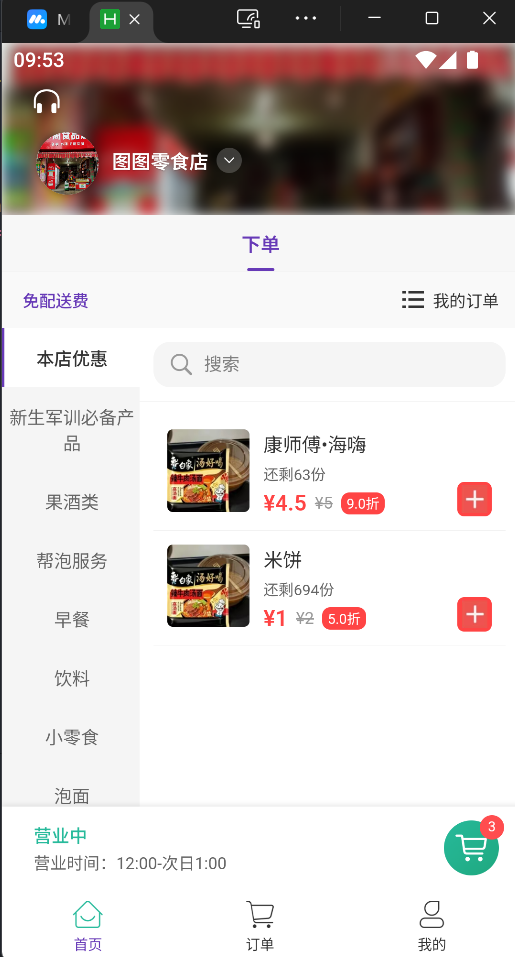 M
H
09:53
图图零食店
下单
免配送费
我的订单
本店优惠
搜索
新生军训必备产
品
果酒类
帮泡服务
早餐
饮料
小零食
泡面
康师傅•海嗨
还剩63份
¥4.5 ¥5 9.0折
米饼
还剩694份
¥1 ¥2 5.0折
营业中
营业时间：12:00-次日1:00
3
首页
订单
我的